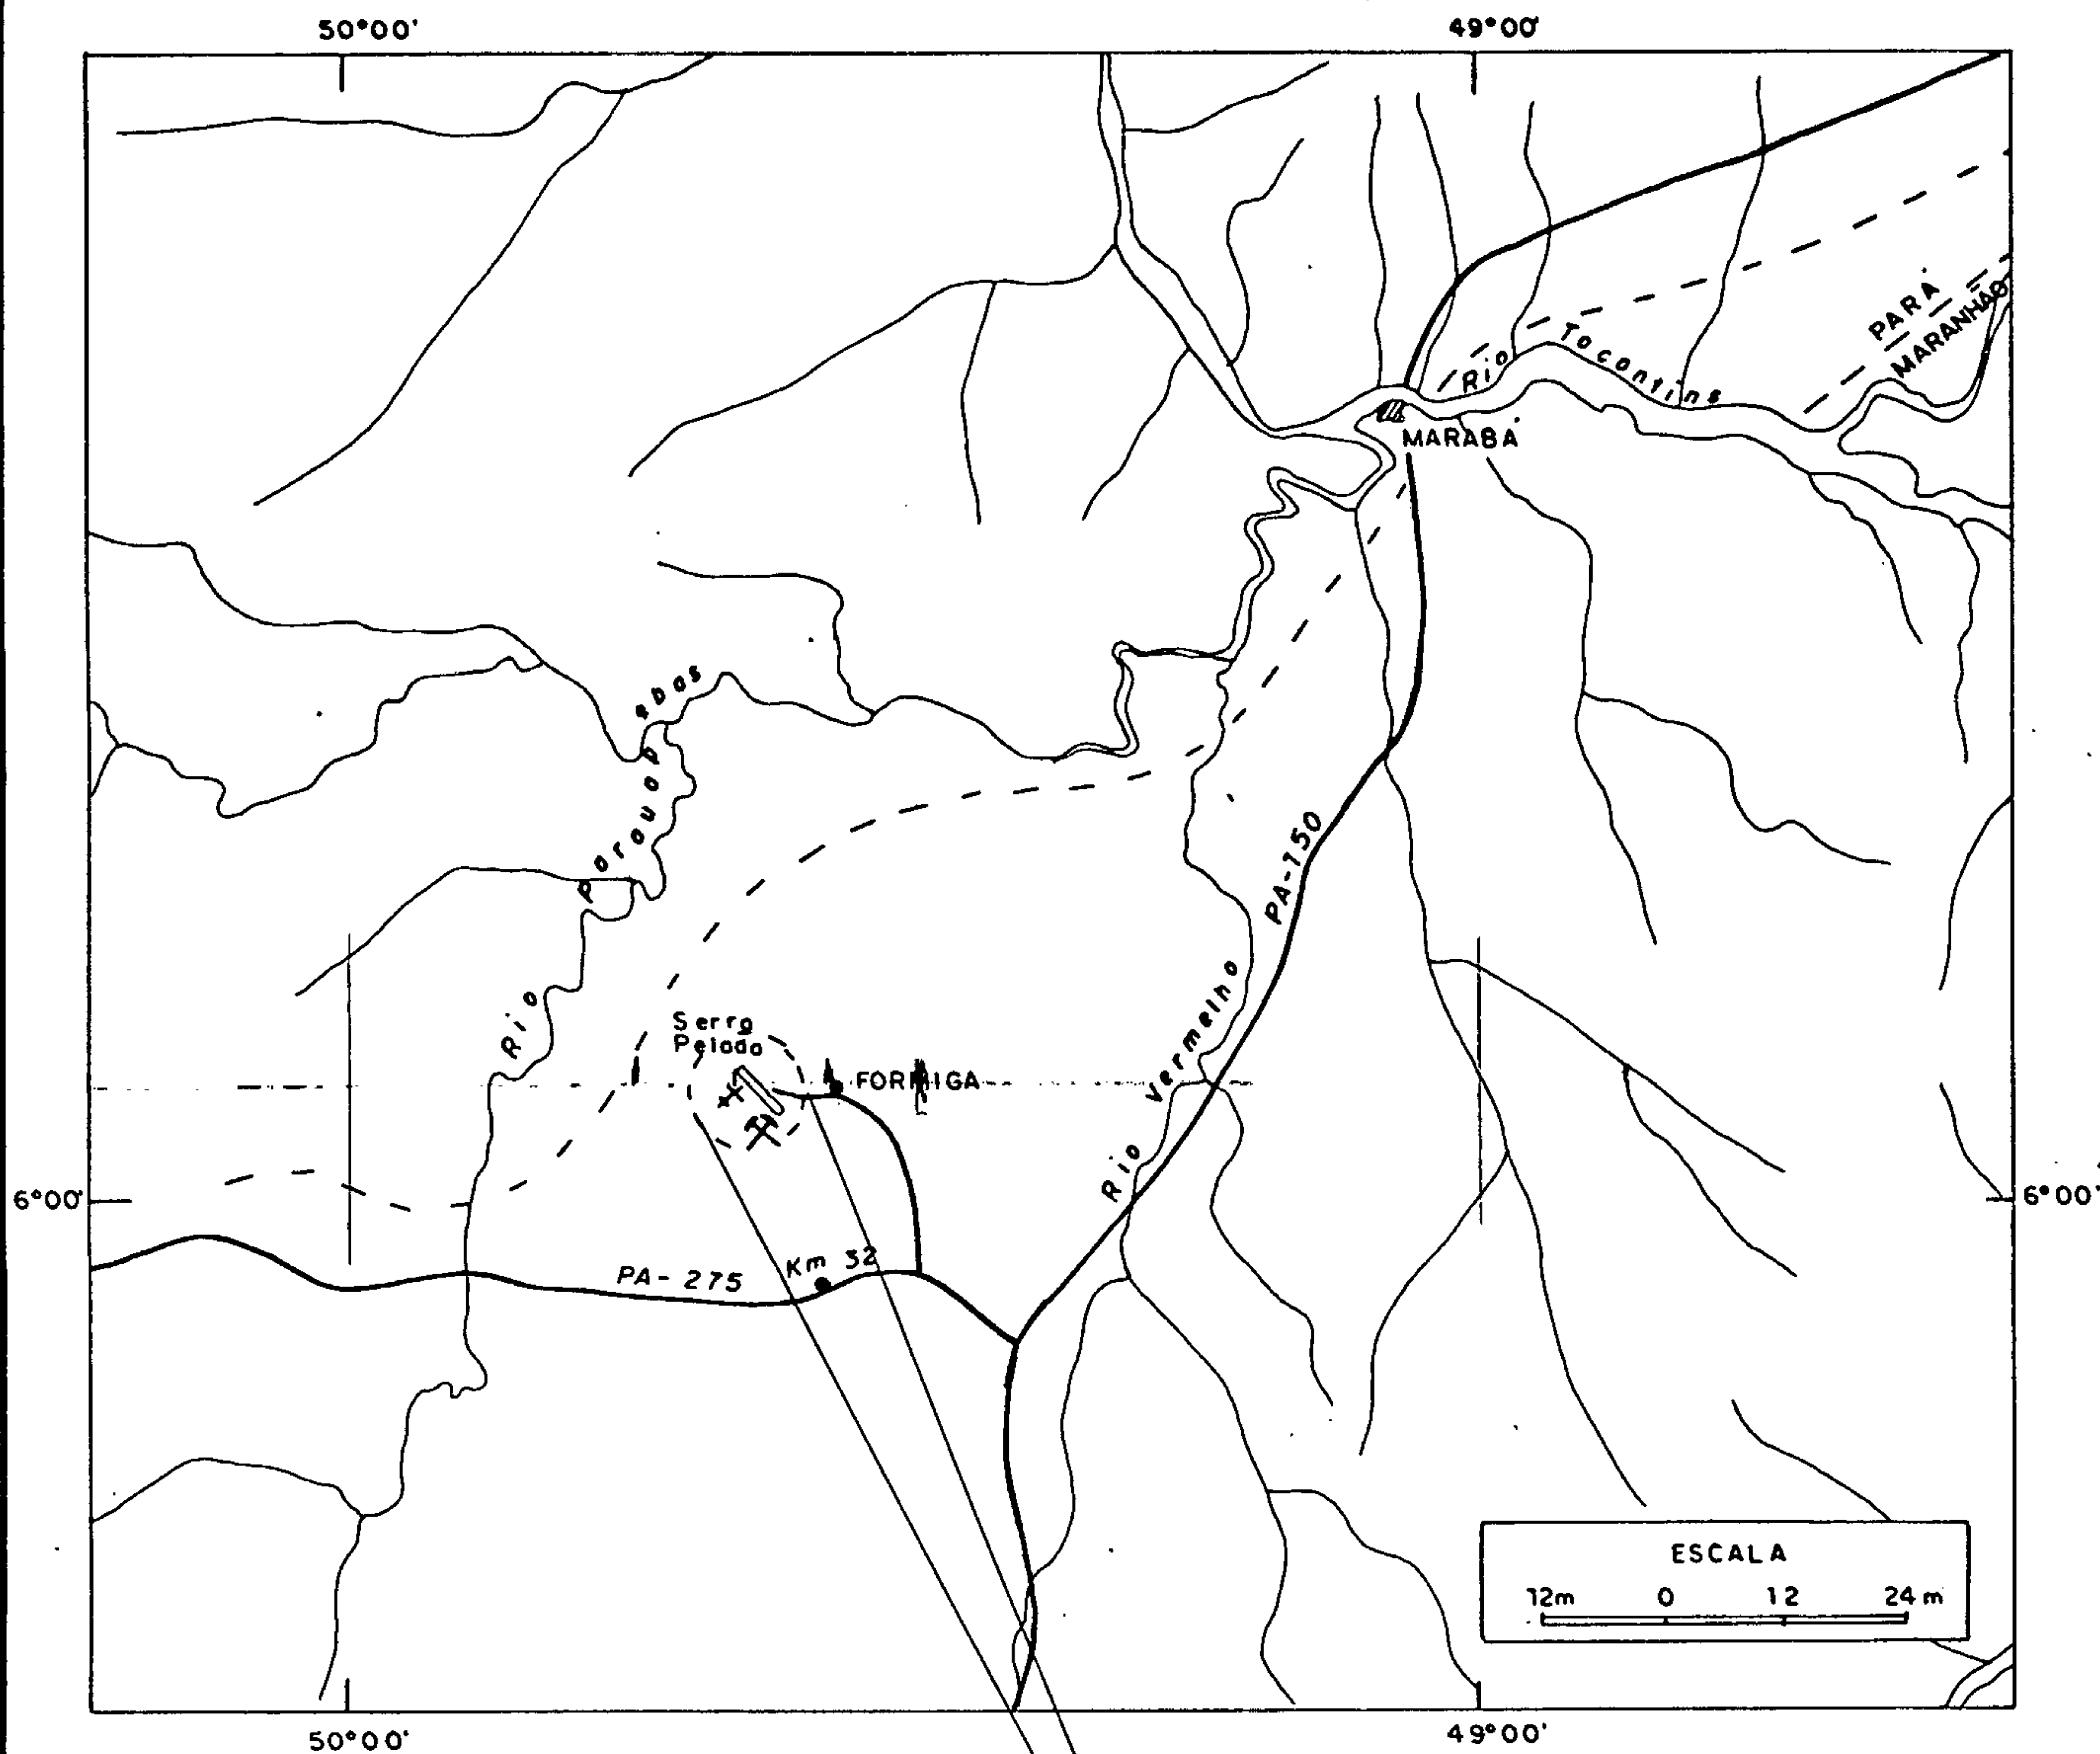 50°00'
49°00'
PARÁ
MARANHÃO
Rio Tocantins
MARABÁ
Rio Parauapebas
PA-150
Rio Vermelho
Serra
Pelada
FORMIGA
6°00'
6°00'
PA-275
Km 32
ESCALA
12m 0 12 24m
50°00'
49°00'